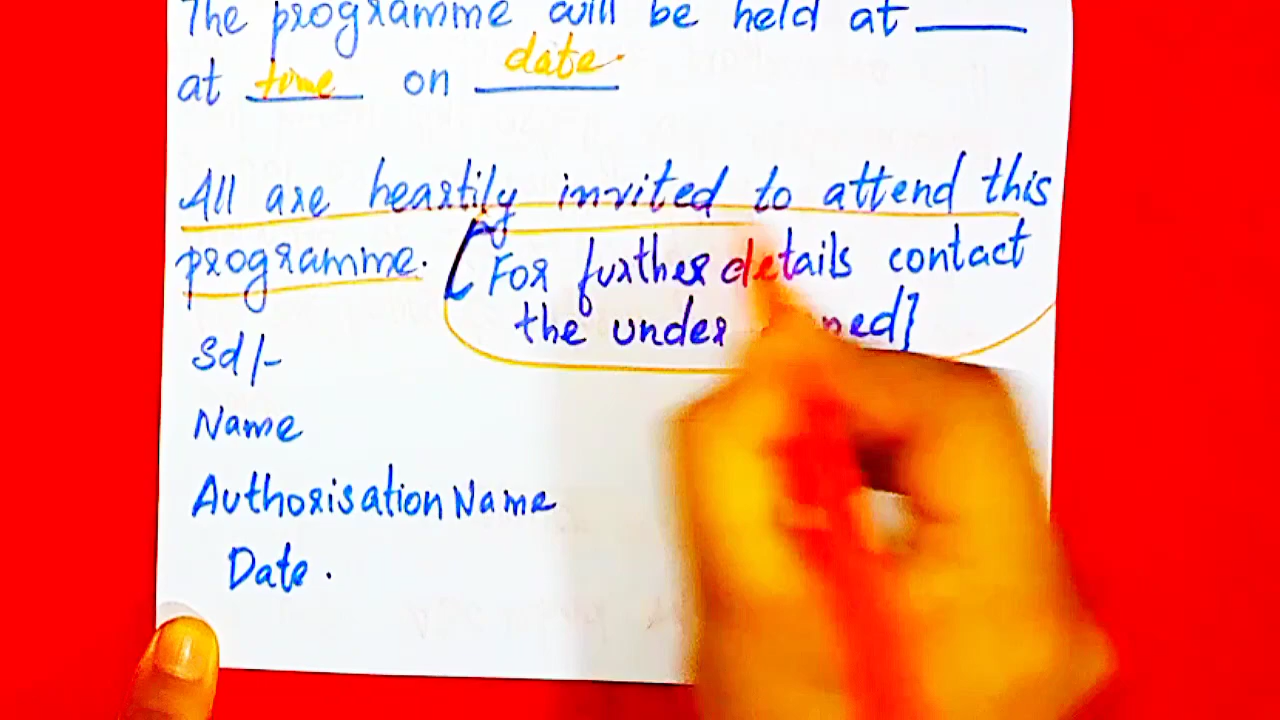 The programme will be held at ____
at time on date.
All are heartily invited to attend this
programme. [For further details contact
the under
Sd/-
Name
Authorisation Name
Date.